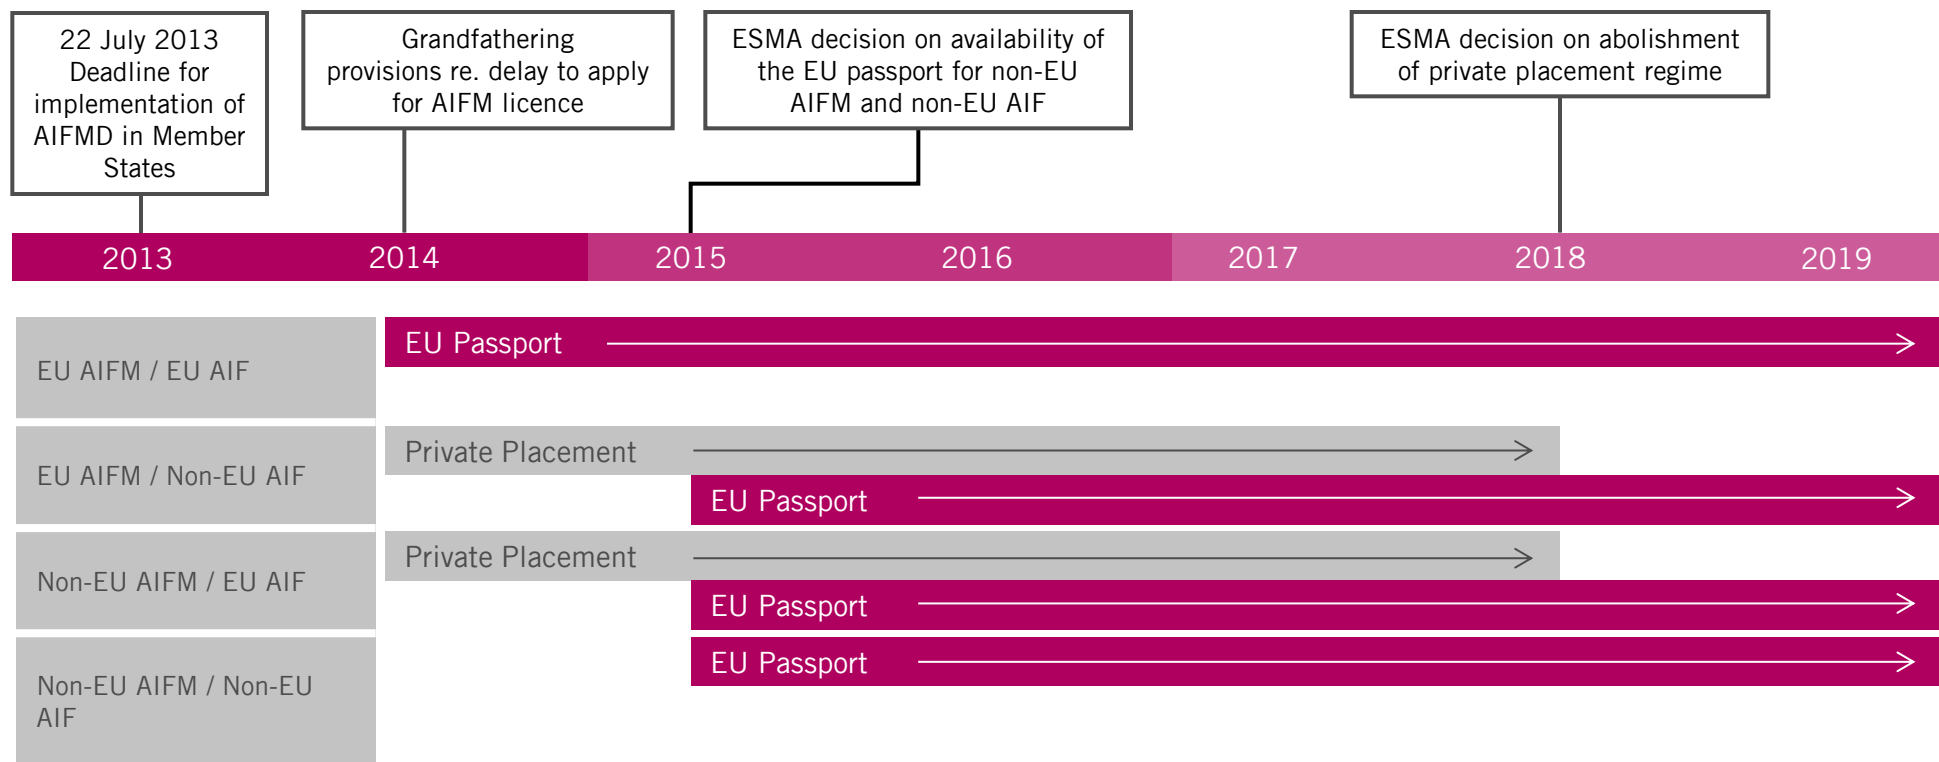 22 July 2013
Deadline for
implementation of
AIFMD in Member
States
Grandfathering
provisions re. delay to apply
for AIFM licence
ESMA decision on availability of
the EU passport for non-EU
AIFM and non-EU AIF
ESMA decision on abolishment
of private placement regime
2013 2014 2015 2016 2017 2018 2019
EU AIFM / EU AIF
EU Passport
EU AIFM / Non-EU AIF
Private Placement
EU Passport
Non-EU AIFM / EU AIF
Private Placement
EU Passport
Non-EU AIFM / Non-EU
AIF
EU Passport